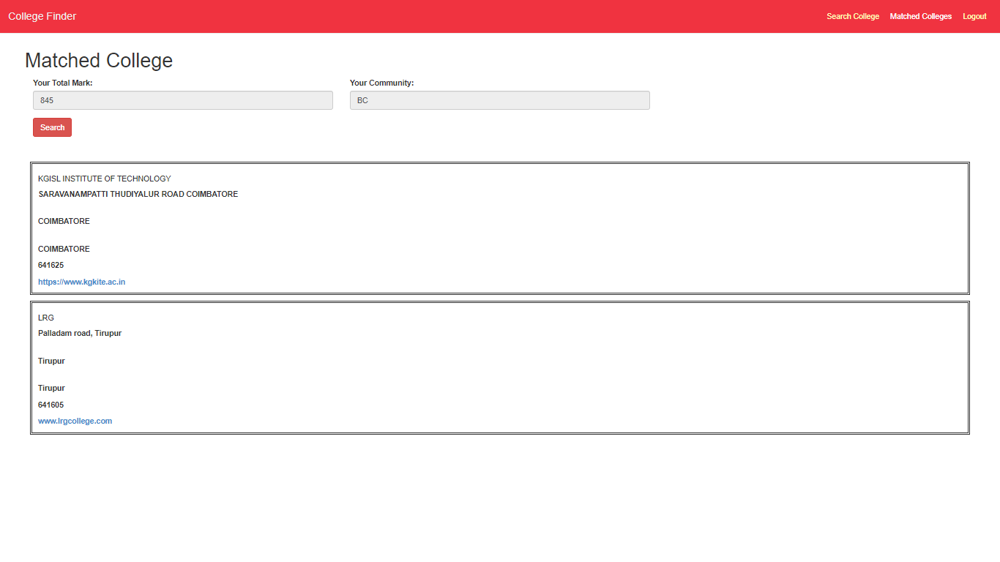 College Finder
Search College Matched Colleges Logout
Matched College
Your Total Mark: Your Community:
845 BC
Search
KGISL INSTITUTE OF TECHNOLOGY
SARAVANAMPATTI THUDIYALUR ROAD COIMBATORE
COIMBATORE
COIMBATORE
641625
https://www.kgkite.ac.in
LRG
Palladam road, Tirupur
Tirupur
Tirupur
641605
www.lrgcollege.com